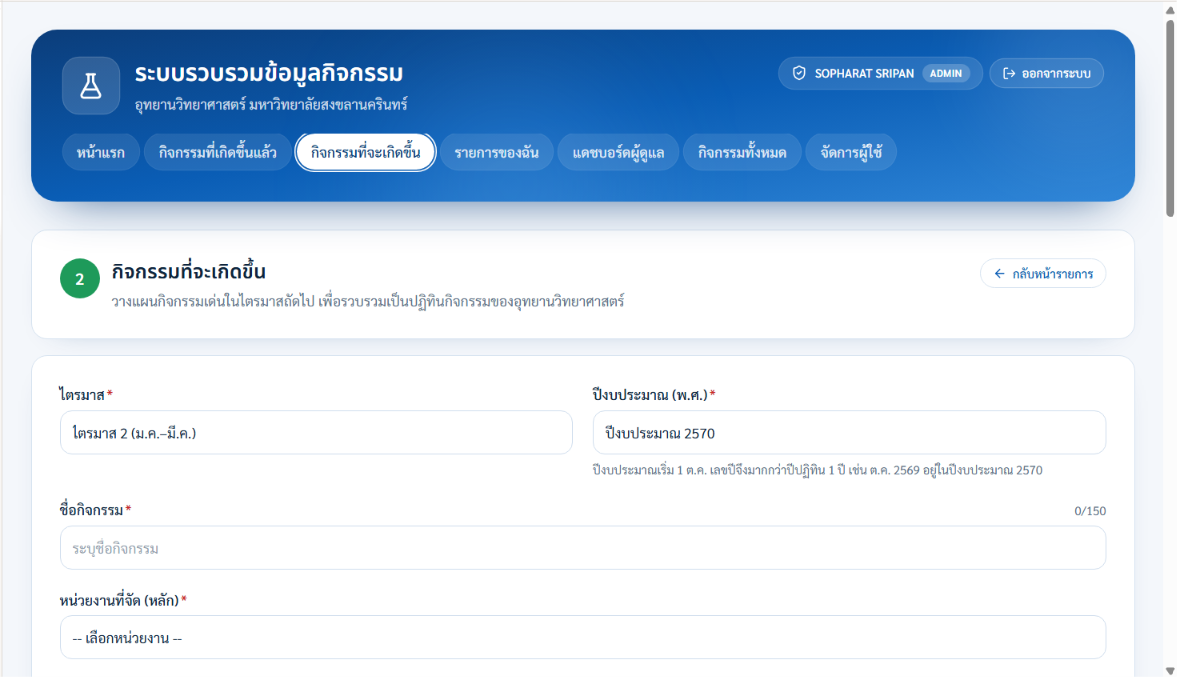 ระบบรวบรวมข้อมูลกิจกรรม
อุทยานวิทยาศาสตร์ มหาวิทยาลัยสงขลานครินทร์
SOPHARAT SRIPAN ADMIN
ออกจากระบบ
หน้าแรก กิจกรรมที่เกิดขึ้นแล้ว กิจกรรมที่จะเกิดขึ้น รายการของฉัน แดชบอร์ดผู้ดูแล กิจกรรมทั้งหมด จัดการผู้ใช้
2 กิจกรรมที่จะเกิดขึ้น
วางแผนกิจกรรมเด่นในไตรมาสถัดไป เพื่อรวบรวมเป็นปฏิทินกิจกรรมของอุทยานวิทยาศาสตร์
← กลับหน้ารายการ
ไตรมาส*
ไตรมาส 2 (ม.ค.–มี.ค.)
ปีงบประมาณ (พ.ศ.)*
ปีงบประมาณ 2570
ปีงบประมาณเริ่ม 1 ต.ค. เลขปีจึงมากกว่าปีปฏิทิน 1 ปี เช่น ต.ค. 2569 อยู่ในปีงบประมาณ 2570
ชื่อกิจกรรม* 0/150
ระบุชื่อกิจกรรม
หน่วยงานที่จัด (หลัก)*
-- เลือกหน่วยงาน --